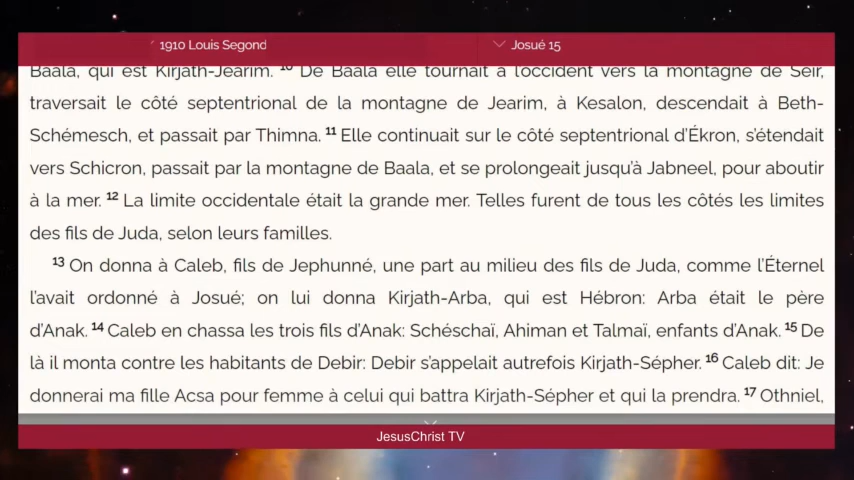 1910 Louis Segond
Josué 15
Baala, qui est Kirjath-Jearim. 10 De Baala elle tournait à l'occident vers la montagne de Séir,
traversait le côté septentrional de la montagne de Jearim, à Kesalon, descendait à Beth-
Schémesch, et passait par Thimna. 11 Elle continuait sur le côté septentrional d'Ékron, s'étendait
vers Schicron, passait par la montagne de Baala, et se prolongeait jusqu'à Jabneel, pour aboutir
à la mer. 12 La limite occidentale était la grande mer. Telles furent de tous les côtés les limites
des fils de Juda, selon leurs familles.
13 On donna à Caleb, fils de Jephunné, une part au milieu des fils de Juda, comme l'Éternel
l'avait ordonné à Josué; on lui donna Kirjath-Arba, qui est Hébron: Arba était le père
d'Anak. 14 Caleb en chassa les trois fils d'Anak: Schéschaï, Ahiman et Talmaï, enfants d'Anak. 15 De
là il monta contre les habitants de Debir: Debir s'appelait autrefois Kirjath-Sépher. 16 Caleb dit: Je
donnerai ma fille Acsa pour femme à celui qui battra Kirjath-Sépher et qui la prendra. 17 Othniel,
JesusChrist TV